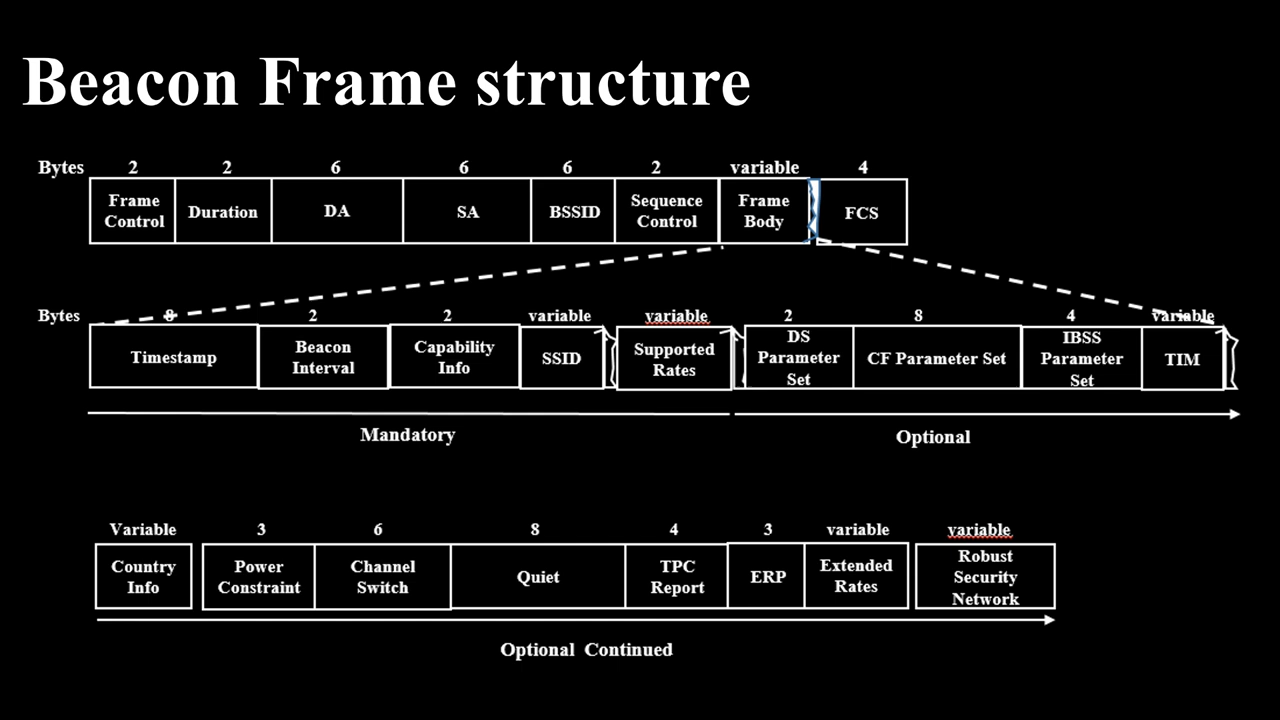 Beacon Frame structure
Bytes 2 2 6 6 6 2 variable 4
Frame Control Duration DA SA BSSID Sequence Control Frame Body FCS
Bytes 8 2 2 variable variable 2 8 4 variable
Timestamp Beacon Interval Capability Info SSID Supported Rates DS Parameter Set CF Parameter Set IBSS Parameter Set TIM
Mandatory Optional
Variable 3 6 8 4 3 variable variable
Country Info Power Constraint Channel Switch Quiet TPC Report ERP Extended Rates Robust Security Network
Optional Continued